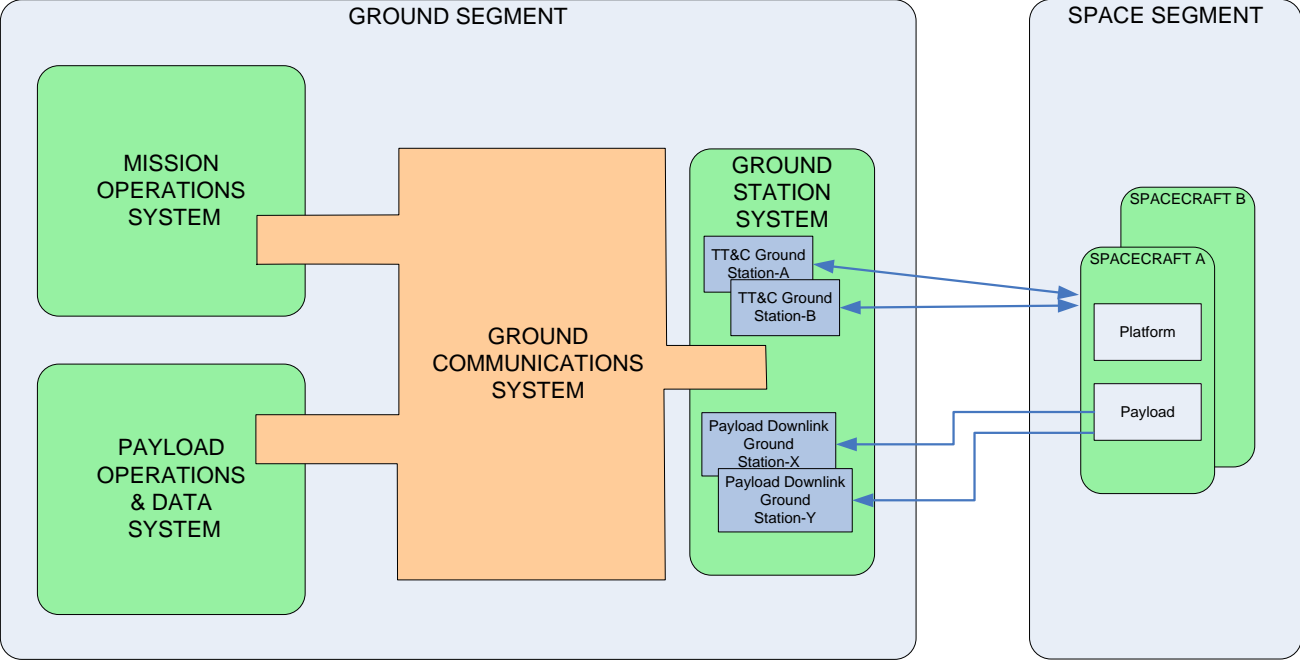 GROUND SEGMENT
SPACE SEGMENT
MISSION
OPERATIONS
SYSTEM
PAYLOAD
OPERATIONS
& DATA
SYSTEM
GROUND
COMMUNICATIONS
SYSTEM
GROUND
STATION
SYSTEM
TT&C Ground
Station-A
TT&C Ground
Station-B
Payload Downlink
Ground
Station-X
Payload Downlink
Ground
Station-Y
SPACECRAFT B
SPACECRAFT A
Platform
Payload